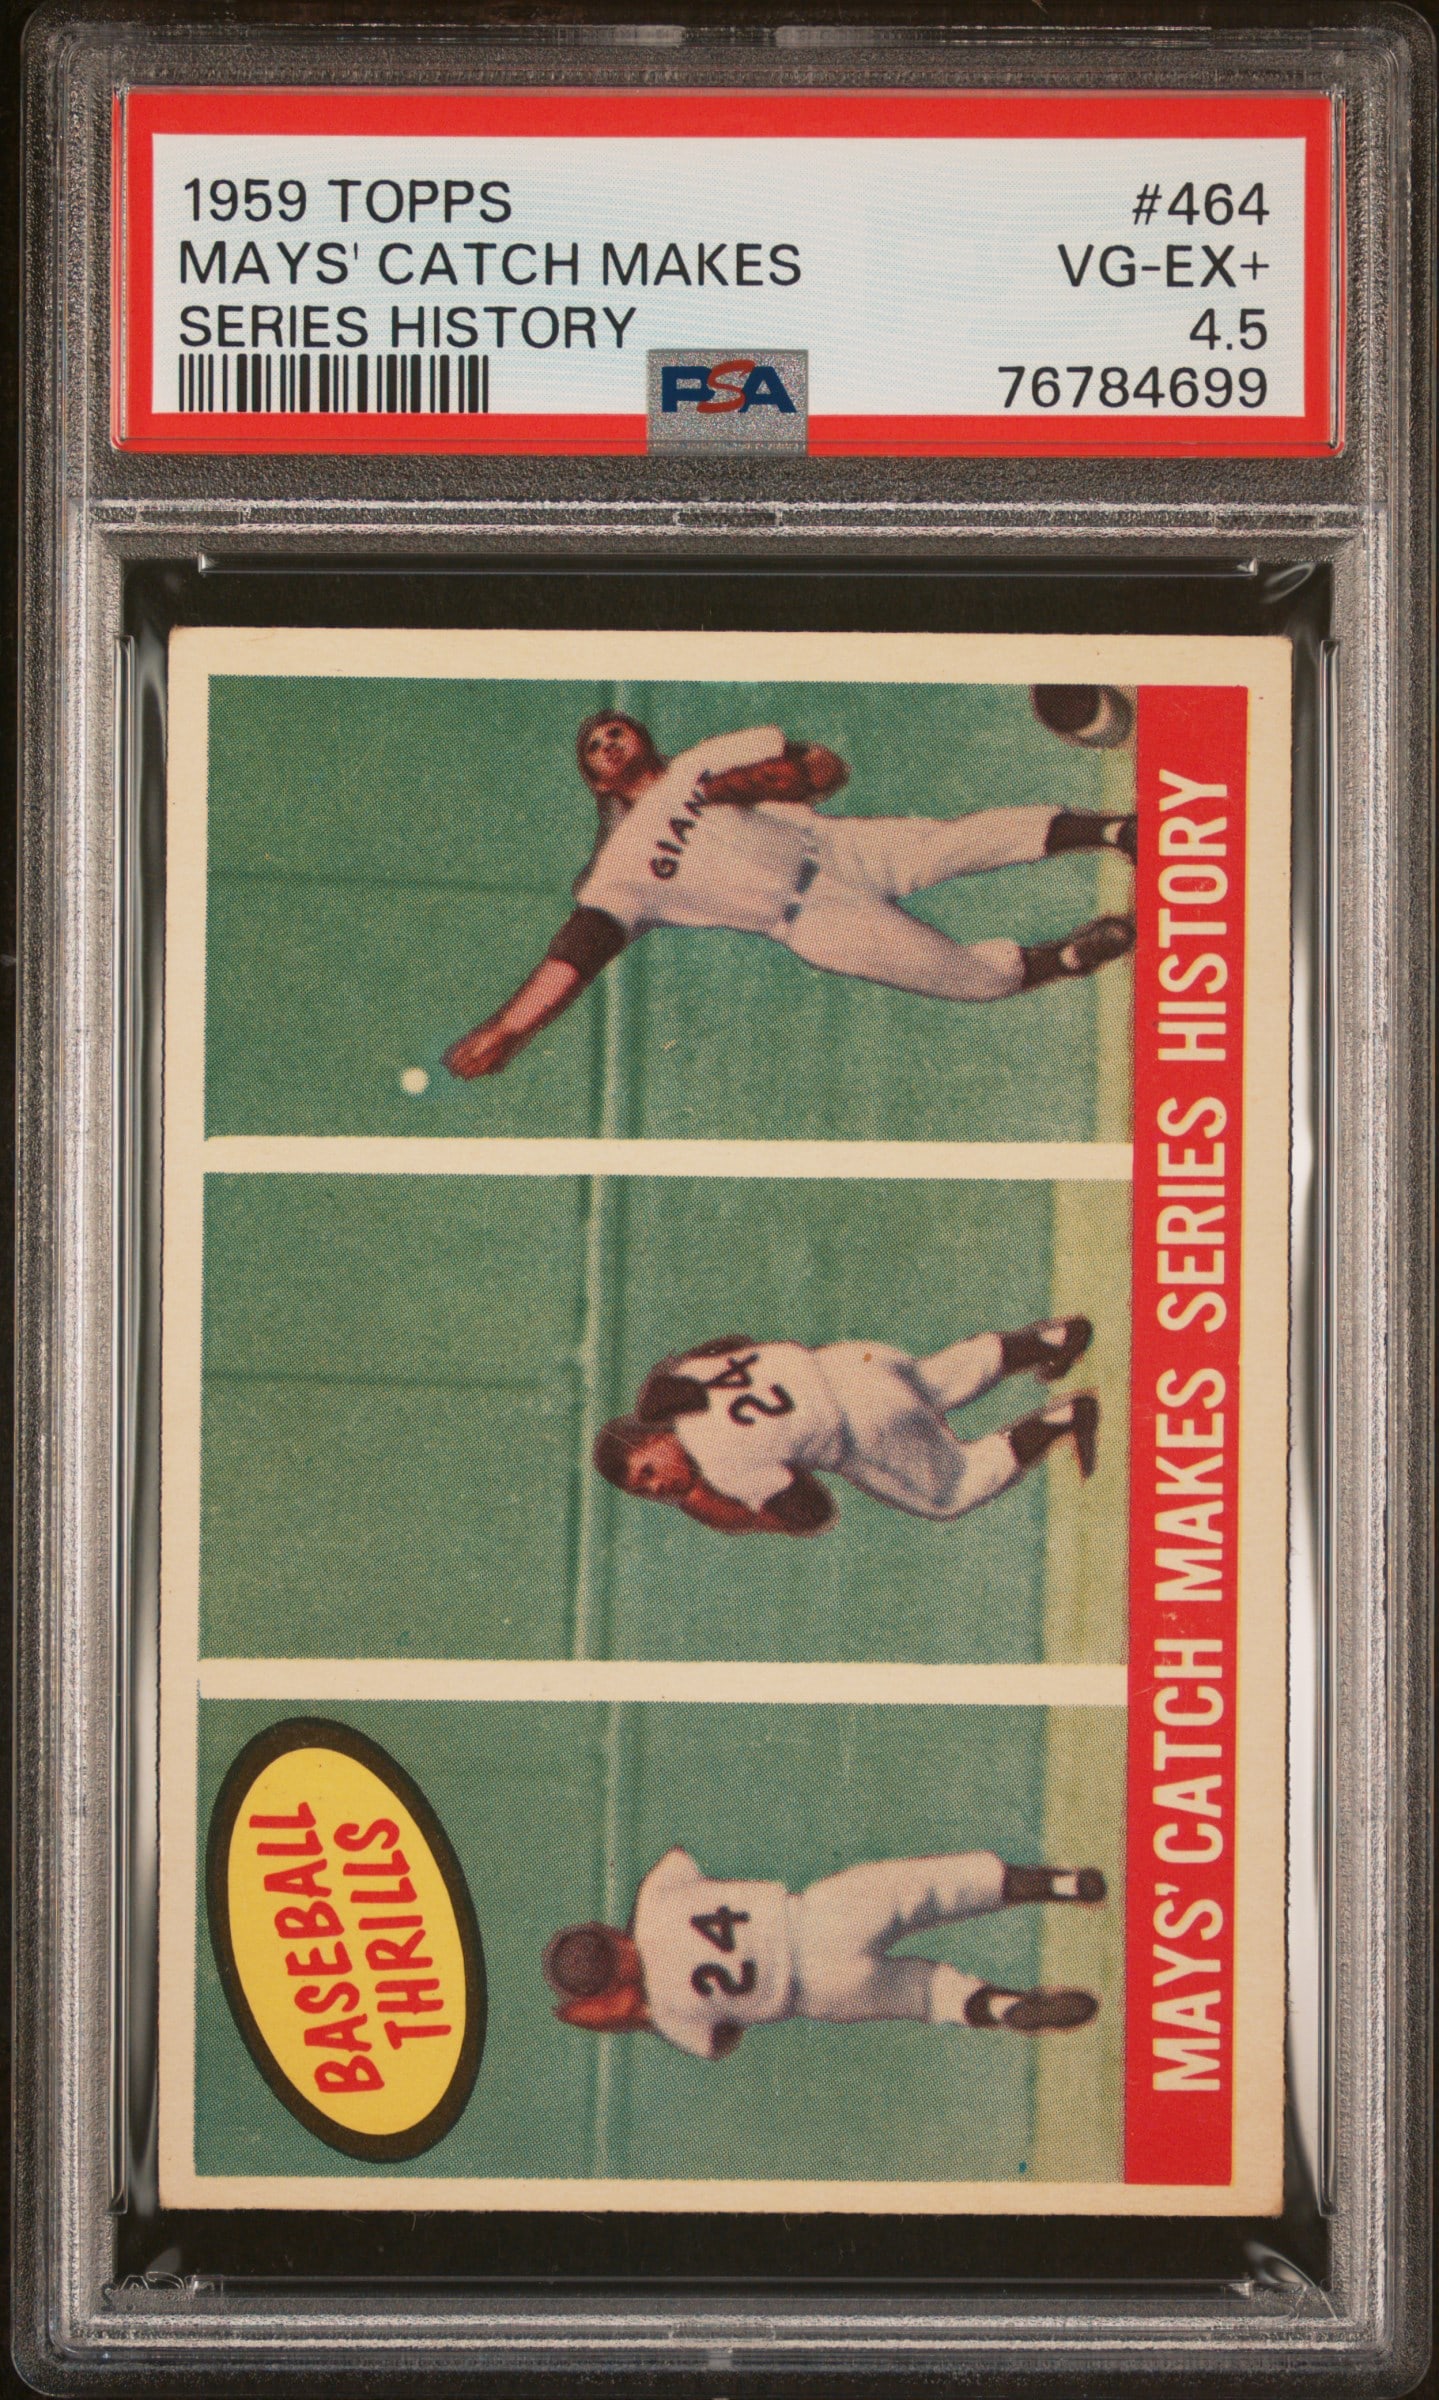 1959 TOPPS #464
MAYS' CATCH MAKES VG-EX+
SERIES HISTORY 4.5
76784699
PSA
BASEBALL
THRILLS
24
24
GIANT
MAYS' CATCH MAKES SERIES HISTORY